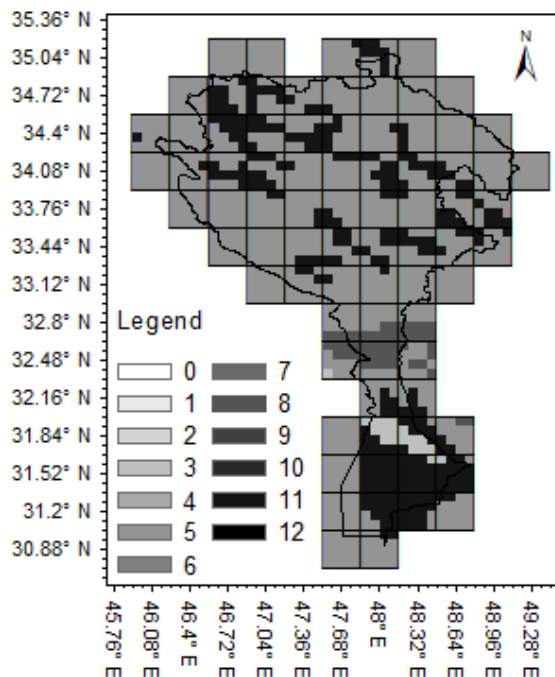 35.36° N
35.04° N
34.72° N
34.4° N
34.08° N
33.76° N
33.44° N
33.12° N
32.8° N
32.48° N
32.16° N
31.84° N
31.52° N
31.2° N
30.88° N
N
Legend
0
1
2
3
4
5
6
7
8
9
10
11
12
45.76° E
46.08° E
46.4° E
46.72° E
47.04° E
47.36° E
47.68° E
48° E
48.32° E
48.64° E
48.96° E
49.28° E